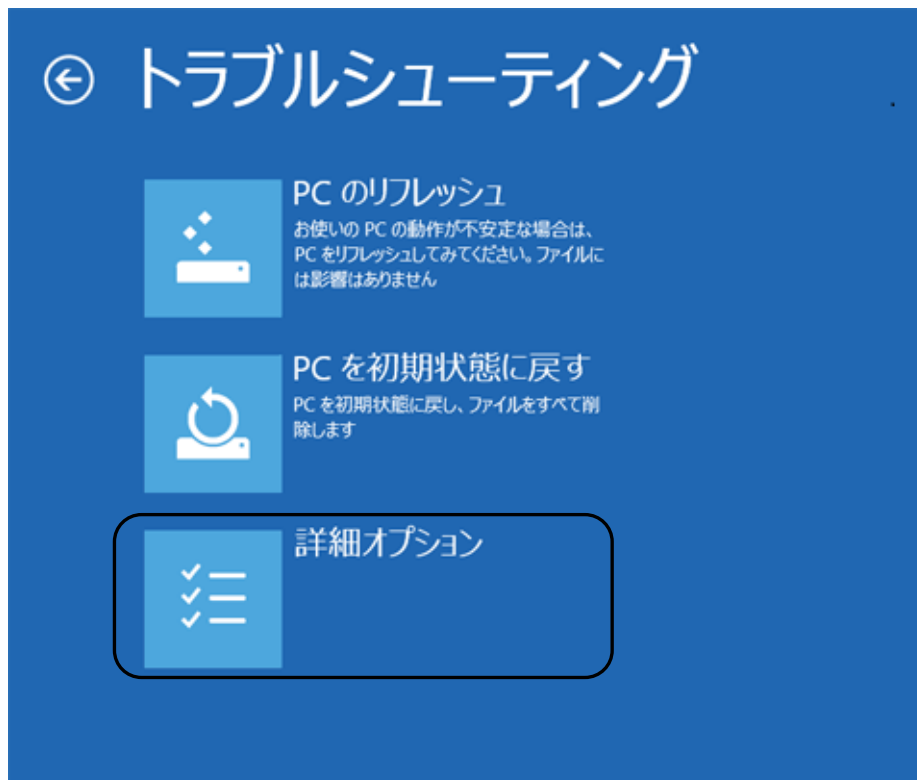 トラブルシューティング
PC のリフレッシュ
お使いの PC の動作が不安定な場合は、
PC をリフレッシュしてみてください。ファイルに
は影響はありません
PC を初期状態に戻す
PC を初期状態に戻し、ファイルをすべて削
除します
詳細オプション